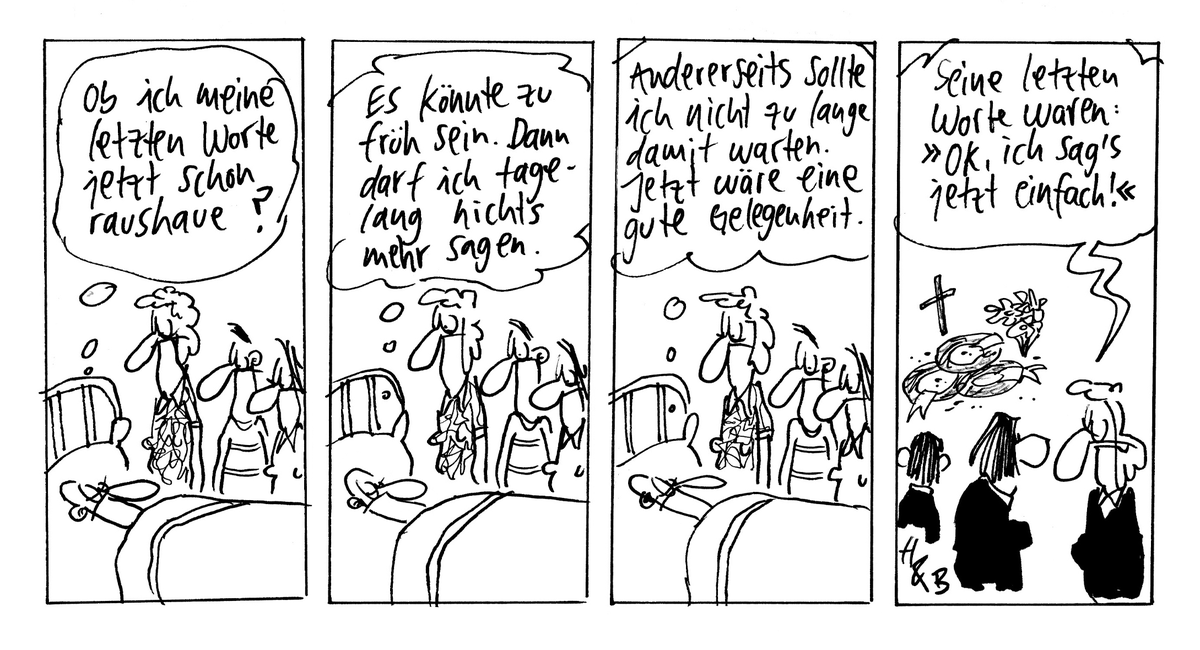 Ob ich meine
letzten Worte
jetzt schon
raushaue?
Es könnte zu
früh sein. Dann
darf ich tage-
lang nichts
mehr sagen.
Andererseits sollte
ich nicht zu lange
damit warten.
Jetzt wäre eine
gute Gelegenheit.
Seine letzten
Worte waren:
»OK, ich sag's
jetzt einfach!«
H&B